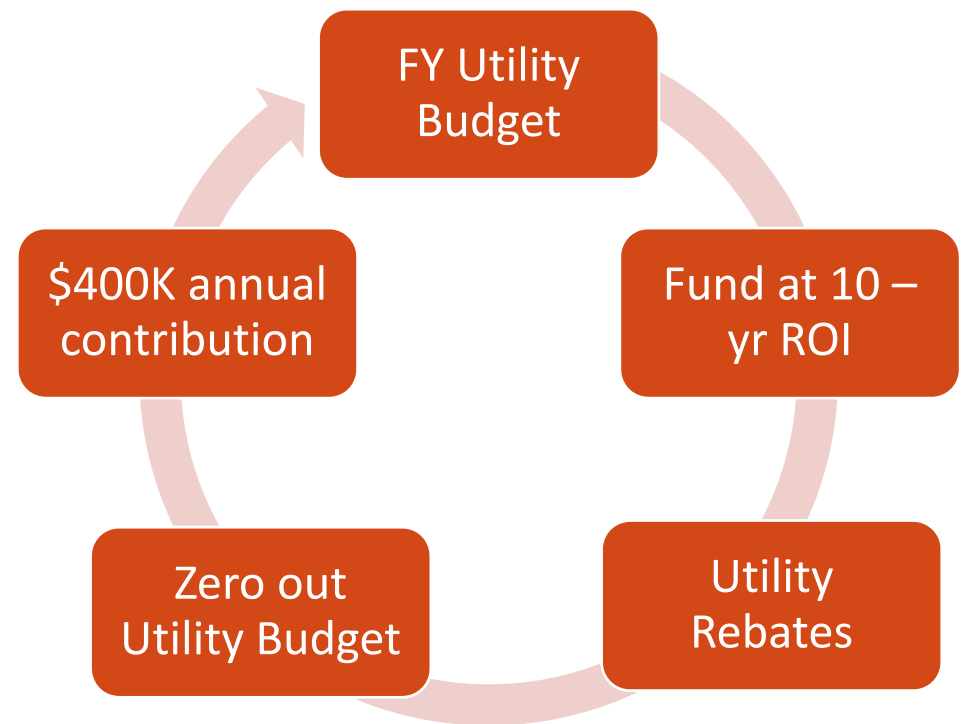 FY Utility
Budget
Fund at 10 –
yr ROI
Utility
Rebates
Zero out
Utility Budget
$400K annual
contribution